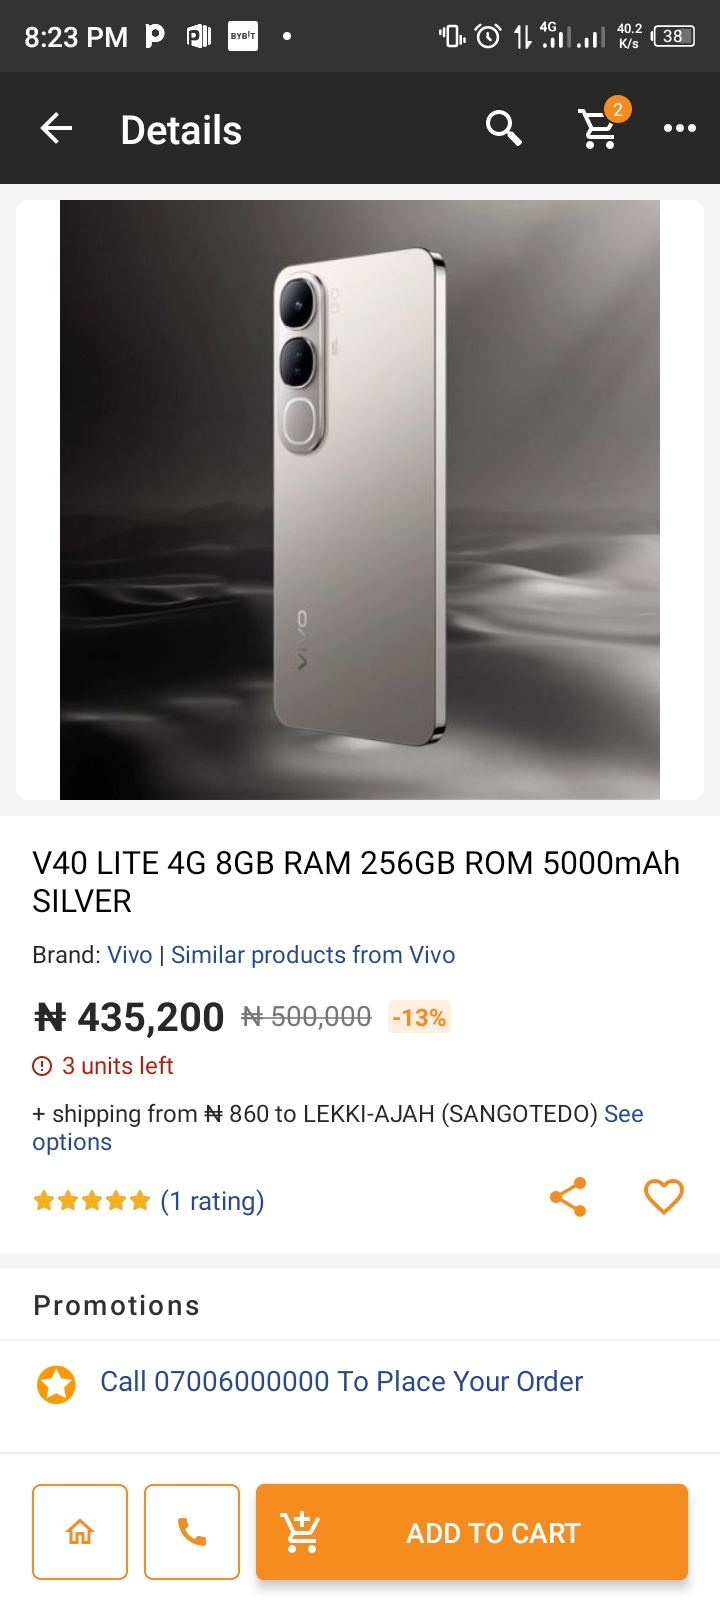 8:23 PM
BYBIT
4G
40.2
K/s
38
Details
2
vivo
V40 LITE 4G 8GB RAM 256GB ROM 5000mAh
SILVER
Brand: Vivo | Similar products from Vivo
₦ 435,200 ₦ 500,000 -13%
3 units left
+ shipping from ₦ 860 to LEKKI-AJAH (SANGOTEDO) See
options
(1 rating)
Promotions
Call 07006000000 To Place Your Order
ADD TO CART